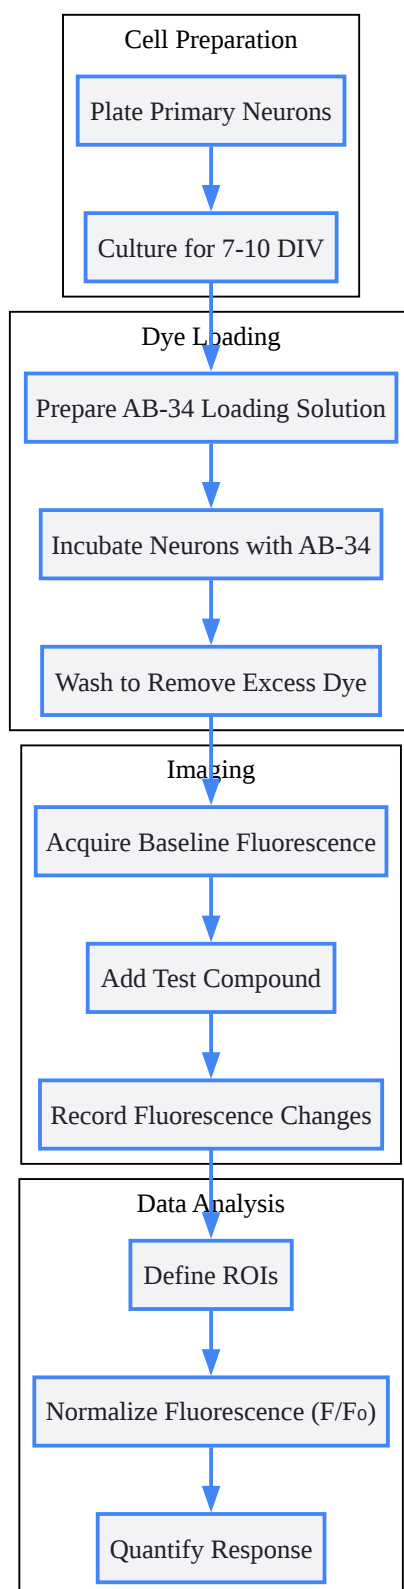 Cell Preparation
Plate Primary Neurons
Culture for 7-10 DIV
Dye Loading
Prepare AB-34 Loading Solution
Incubate Neurons with AB-34
Wash to Remove Excess Dye
Imaging
Acquire Baseline Fluorescence
Add Test Compound
Record Fluorescence Changes
Data Analysis
Define ROIs
Normalize Fluorescence (F/F₀)
Quantify Response